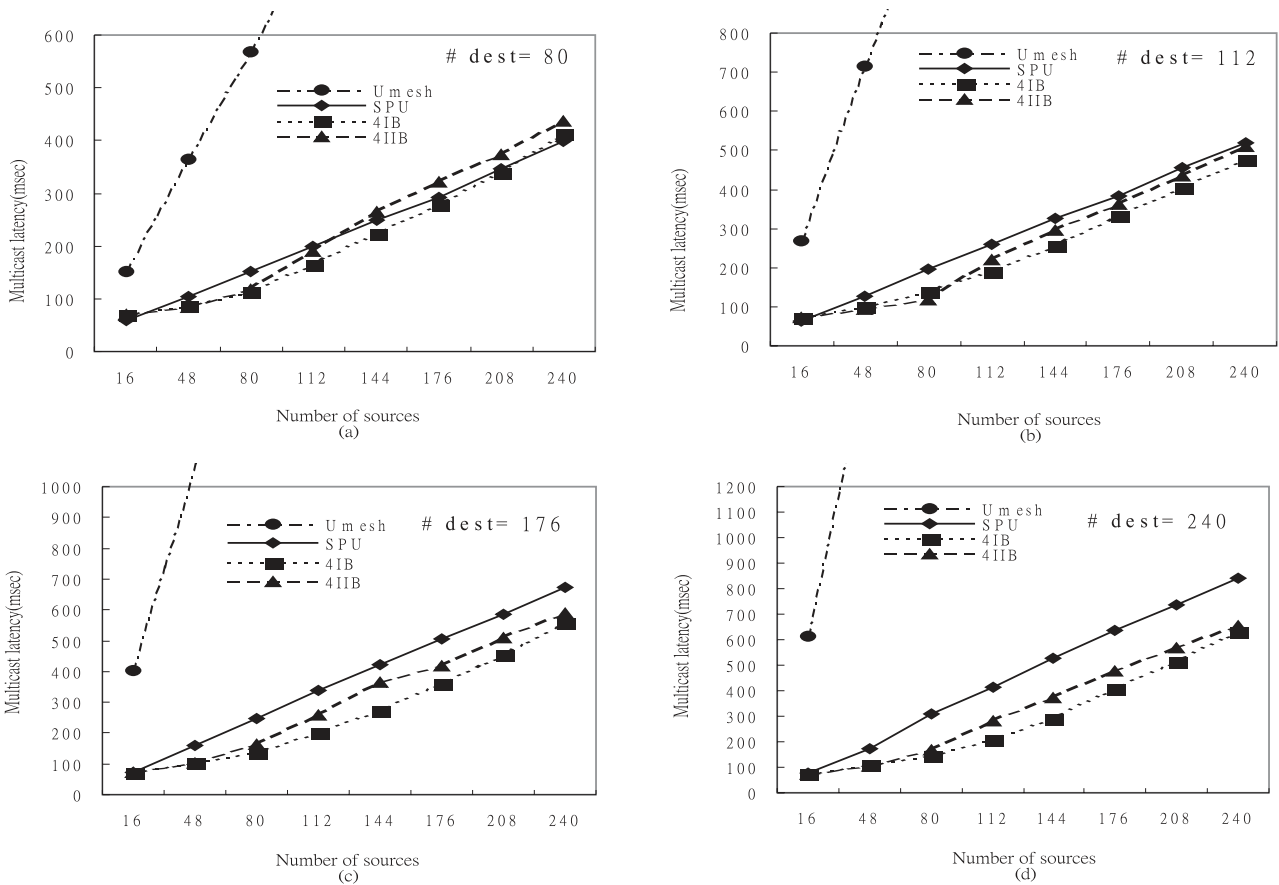 600
500
400
300
200
100
0
Multicast latency(msec)
# dest= 80
Umesh
SPU
4IB
4IIB
16 48 80 112 144 176 208 240
Number of sources
(a)
800
700
600
500
400
300
200
100
0
Multicast latency(msec)
# dest= 112
Umesh
SPU
4IB
4IIB
16 48 80 112 144 176 208 240
Number of sources
(b)
1000
900
800
700
600
500
400
300
200
100
0
Multicast latency(msec)
# dest= 176
Umesh
SPU
4IB
4IIB
16 48 80 112 144 176 208 240
Number of sources
(c)
1200
1100
1000
900
800
700
600
500
400
300
200
100
0
Multicast latency(msec)
# dest= 240
Umesh
SPU
4IB
4IIB
16 48 80 112 144 176 208 240
Number of sources
(d)